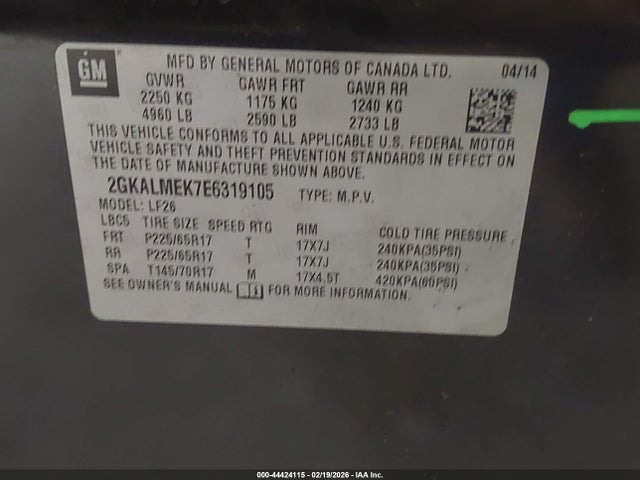 GM
MFD BY GENERAL MOTORS OF CANADA LTD. 04/14
GVWR GAWR FRT GAWR RR
2250 KG 1175 KG 1240 KG
4960 LB 2590 LB 2733 LB
THIS VEHICLE CONFORMS TO ALL APPLICABLE U.S. FEDERAL MOTOR
VEHICLE SAFETY AND THEFT PREVENTION STANDARDS IN EFFECT ON
THE DATE OF MANUFACTURE SHOWN ABOVE.
2GKALMEK7E6319105 TYPE: M.P.V.
MODEL: LF26
LBC5 TIRE SIZE SPEED RTG RIM COLD TIRE PRESSURE
FRT P225/65R17 T 17X7J 240KPA(35PSI)
RR P225/65R17 T 17X7J 240KPA(35PSI)
SPA T145/70R17 M 17X4.5T 420KPA(60PSI)
SEE OWNER'S MANUAL FOR MORE INFORMATION.
000-44424115 - 02/19/2026 - Copyright IAA, Inc.